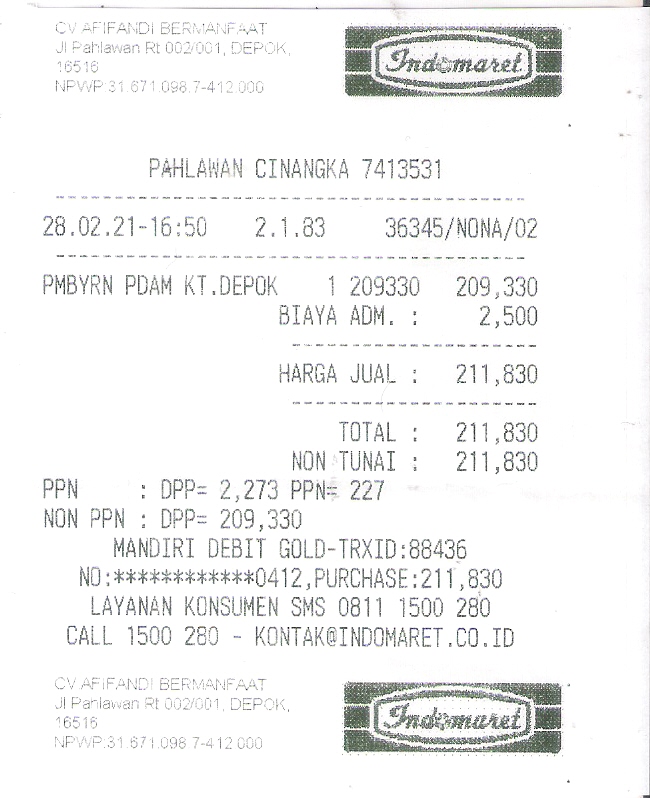 CV.AFIFANDI BERMANFAAT
Jl Pahlawan Rt 002/001, DEPOK,
16516
NPWP:31.671.098.7-412.000
Indomaret
PAHLAWAN CINANGKA 7413531
28.02.21-16:50 2.1.83 36345/NONA/02
PMBYRN PDAM KT.DEPOK 1 209330 209,330
BIAYA ADM. : 2,500
HARGA JUAL : 211,830
TOTAL : 211,830
NON TUNAI : 211,830
PPN : DPP= 2,273 PPN= 227
NON PPN : DPP= 209,330
MANDIRI DEBIT GOLD-TRXID:88436
NO:************0412,PURCHASE:211,830
LAYANAN KONSUMEN SMS 0811 1500 280
CALL 1500 280 - KONTAK@INDOMARET.CO.ID
CV.AFIFANDI BERMANFAAT
Jl Pahlawan Rt 002/001, DEPOK,
16516
NPWP:31.671.098.7-412.000
Indomaret